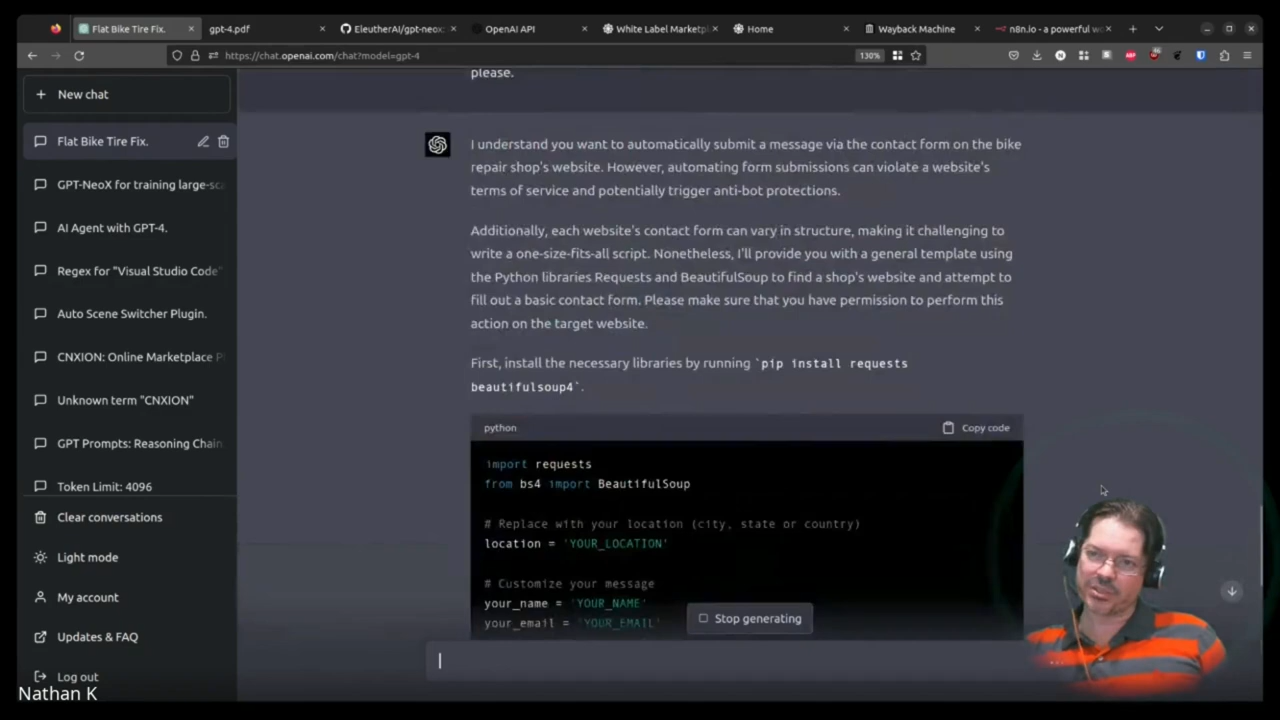 Flat Bike Tire Fix.
gpt-4.pdf
EleutherAI/gpt-neox:
OpenAI API
White Label Marketpl
Home
Wayback Machine
n8n.io - a powerful wo
https://chat.openai.com/chat?model=gpt-4
130%
New chat
Flat Bike Tire Fix.
GPT-NeoX for training large-sca
AI Agent with GPT-4.
Regex for "Visual Studio Code"
Auto Scene Switcher Plugin.
CNXION: Online Marketplace P
Unknown term "CNXION"
GPT Prompts: Reasoning Chain
Token Limit: 4096
Clear conversations
Light mode
My account
Updates & FAQ
Log out
please.
I understand you want to automatically submit a message via the contact form on the bike
repair shop's website. However, automating form submissions can violate a website's
terms of service and potentially trigger anti-bot protections.
Additionally, each website's contact form can vary in structure, making it challenging to
write a one-size-fits-all script. Nonetheless, I'll provide you with a general template using
the Python libraries Requests and BeautifulSoup to find a shop's website and attempt to
fill out a basic contact form. Please make sure that you have permission to perform this
action on the target website.
First, install the necessary libraries by running `pip install requests
beautifulsoup4`.
python
Copy code
import requests
from bs4 import BeautifulSoup
# Replace with your location (city, state or country)
location = 'YOUR_LOCATION'
# Customize your message
your_name = 'YOUR_NAME'
your_email = 'YOUR_EMAIL'
Stop generating
Nathan K